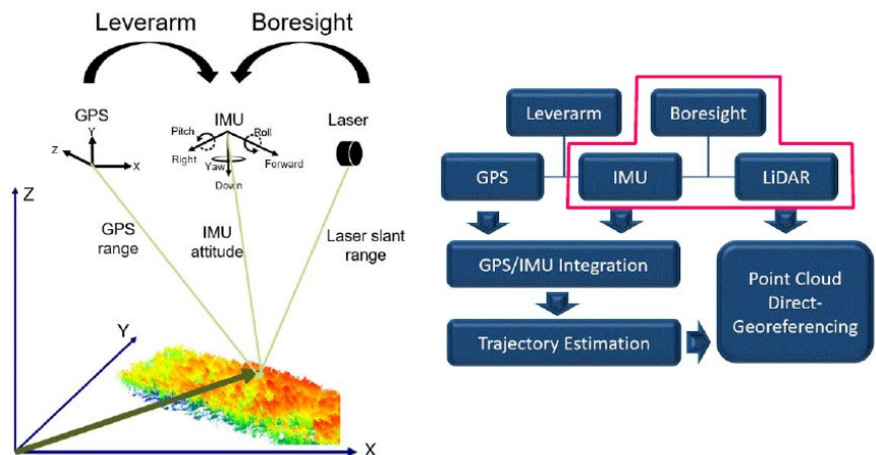 Leverarm
Boresight
GPS
Y
Z
X
IMU
Pitch
Roll
Right
Yaw
Forward
Down
Laser
Z
GPS
range
IMU
attitude
Laser slant
range
Y
X
Leverarm
Boresight
GPS
IMU
LiDAR
GPS/IMU Integration
Trajectory Estimation
Point Cloud
Direct-
Georeferencing